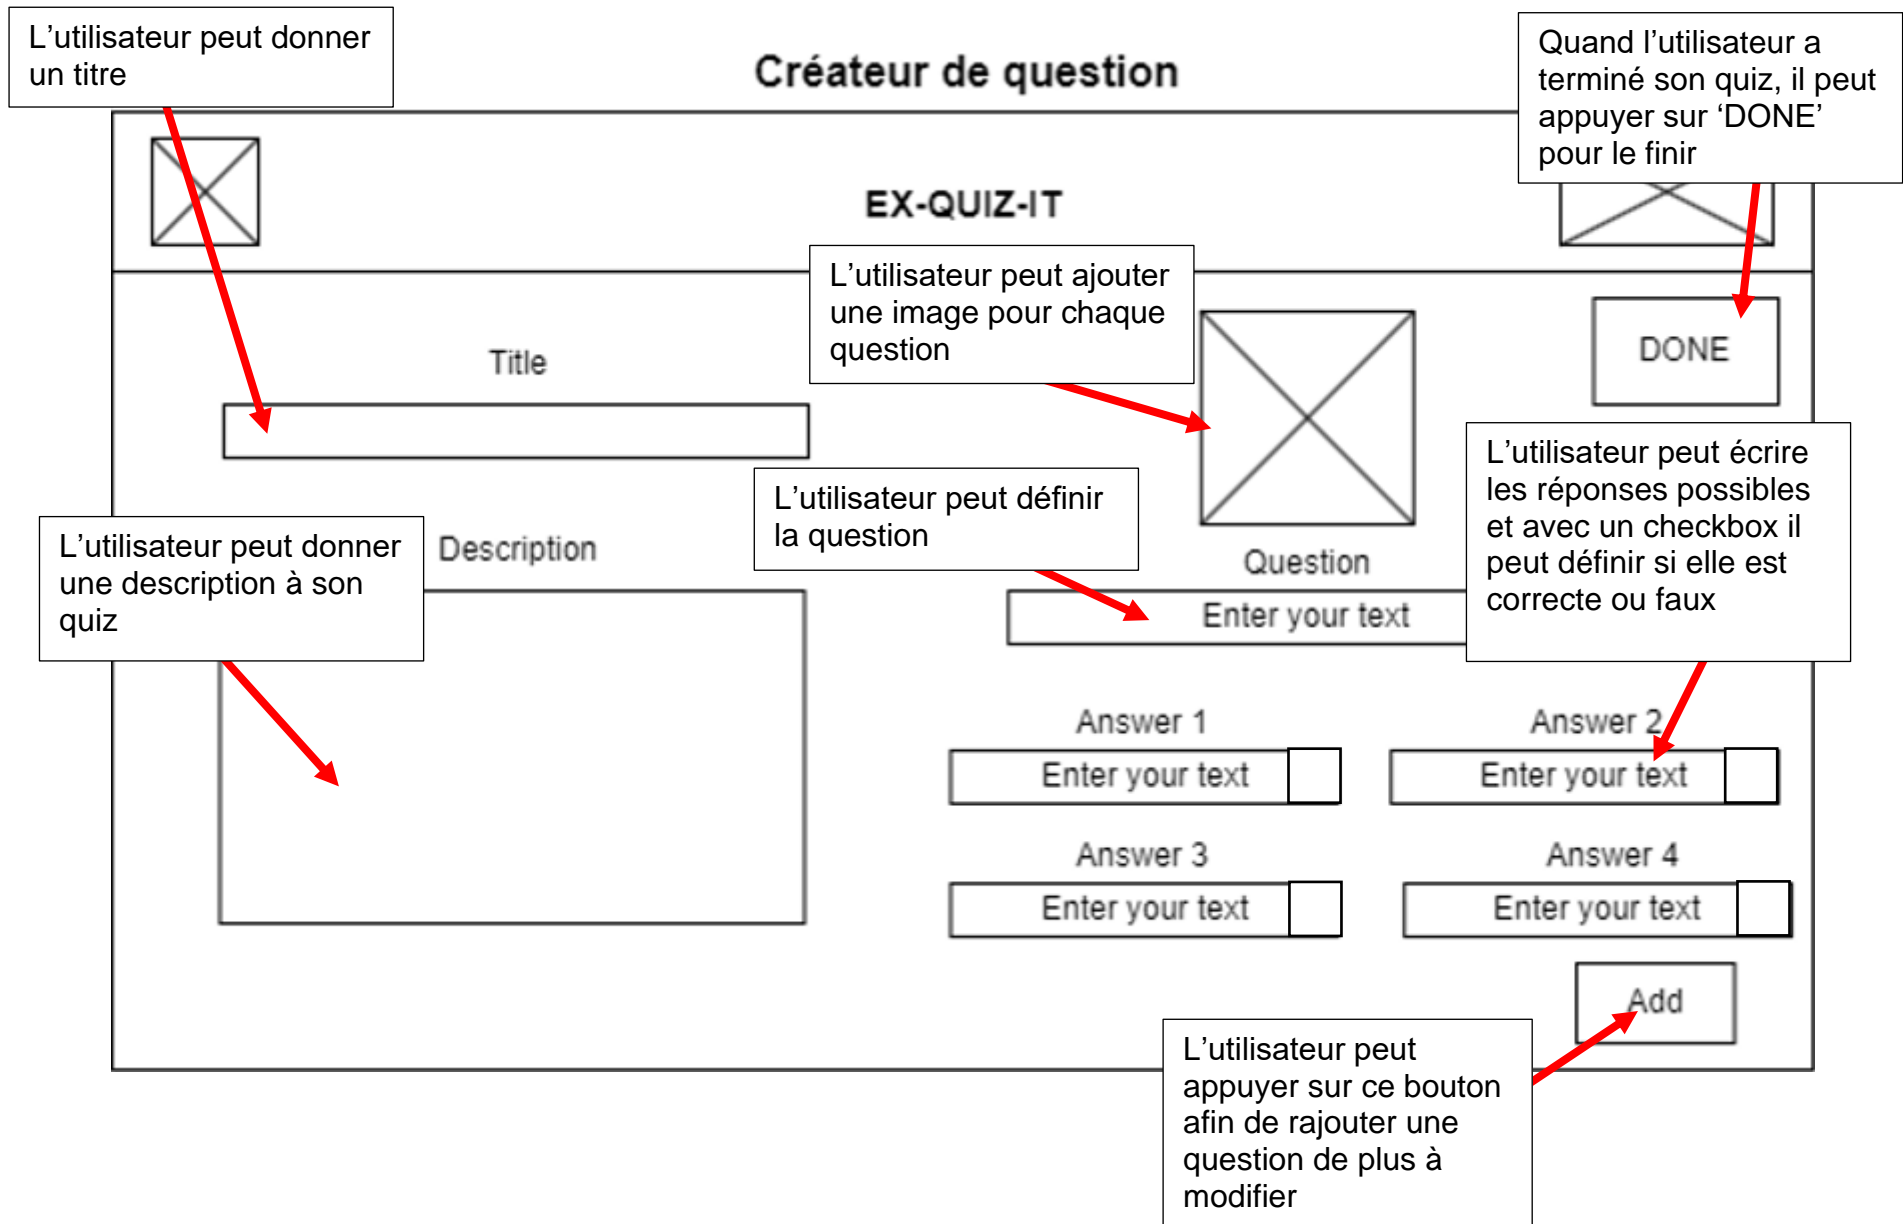 L’utilisateur peut donner
un titre
Créateur de question
Quand l’utilisateur a
terminé son quiz, il peut
appuyer sur ‘DONE’
pour le finir
EX-QUIZ-IT
L’utilisateur peut ajouter
une image pour chaque
question
DONE
Title
L’utilisateur peut écrire
les réponses possibles
et avec un checkbox il
peut définir si elle est
correcte ou faux
L’utilisateur peut définir
la question
L’utilisateur peut donner
une description à son
quiz
Description
Question
Enter your text
Answer 1
Answer 2
Enter your text
Enter your text
Answer 3
Answer 4
Enter your text
Enter your text
Add
L’utilisateur peut
appuyer sur ce bouton
afin de rajouter une
question de plus à
modifier